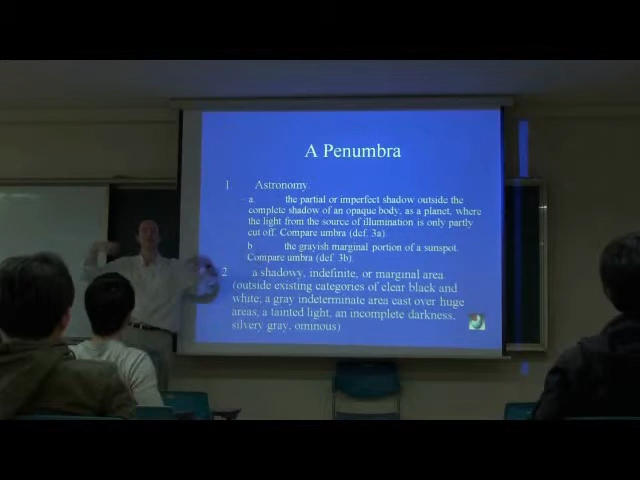 A Penumbra
1 Astronomy.
– a. the partial or imperfect shadow outside the
complete shadow of an opaque body, as a planet, where
the light from the source of illumination is only partly
cut off. Compare umbra (def. 3a).
b the grayish marginal portion of a sunspot.
Compare umbra (def 3b).
2 a shadowy, indefinite, or marginal area
(outside existing categories of clear black and
white; a gray indeterminate area cast over huge
areas, a tainted light, an incomplete darkness,
silvery gray, ominous)